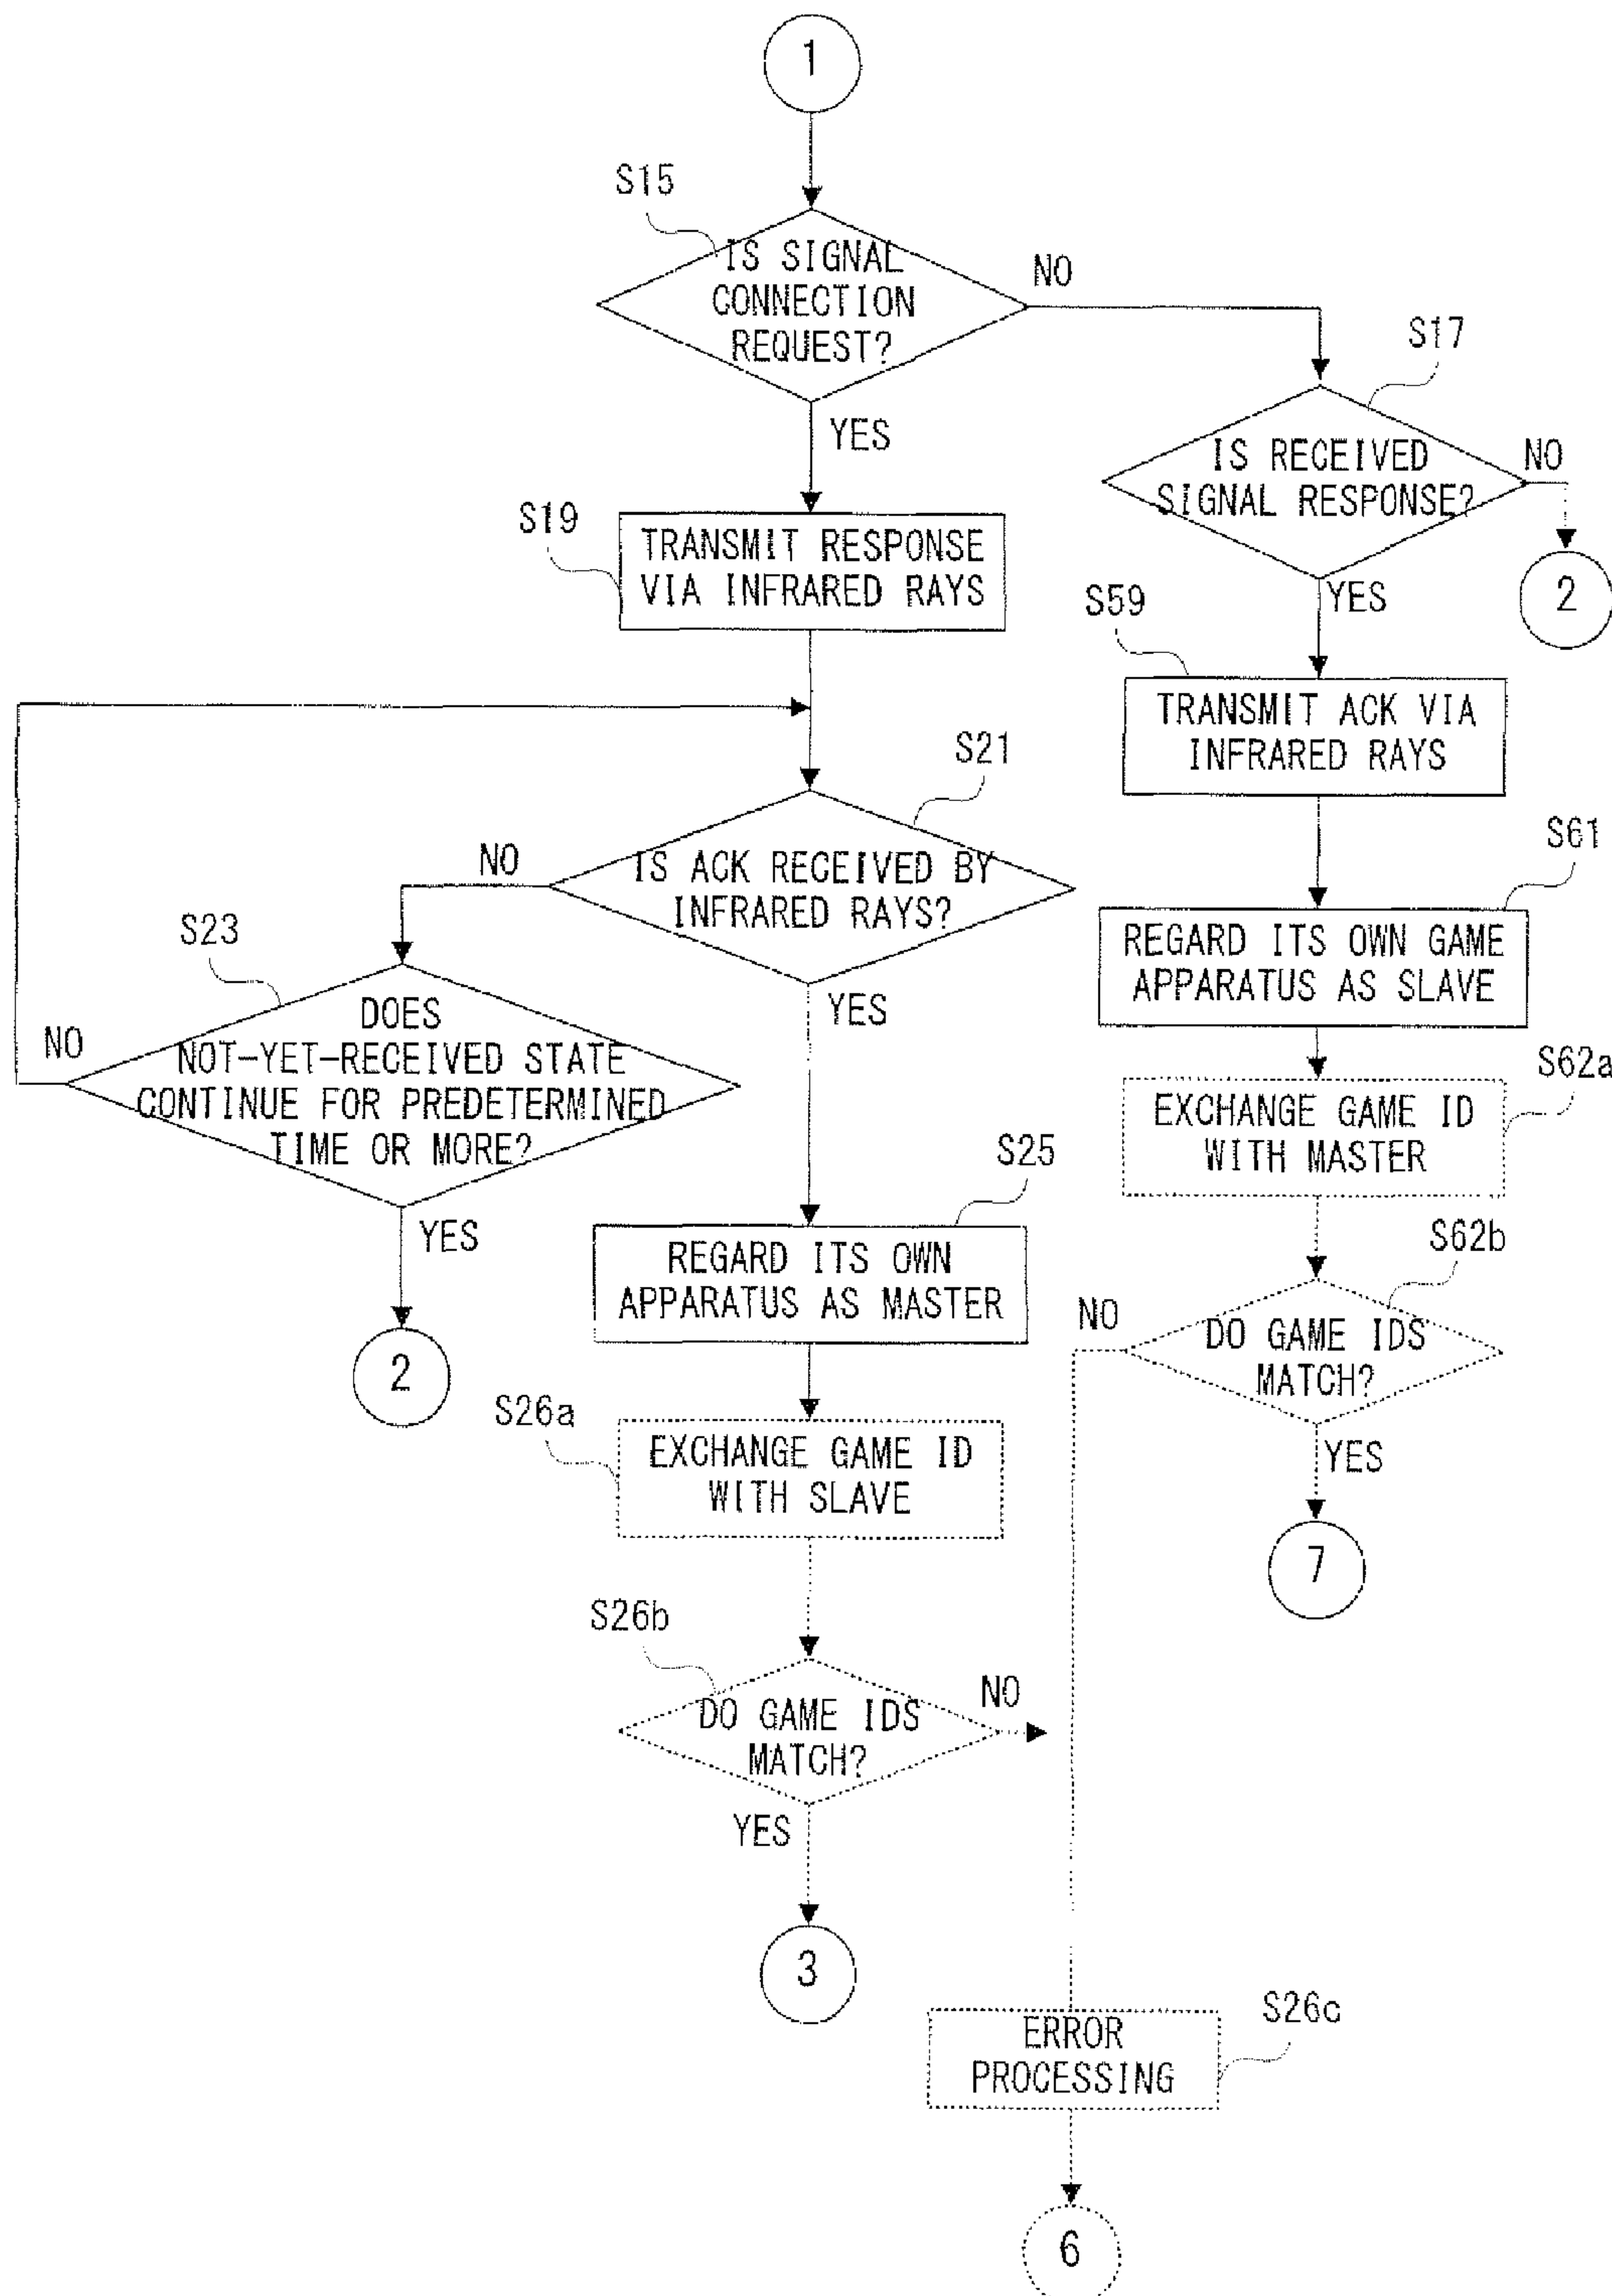 1
S15
IS SIGNAL
CONNECTION
REQUEST?
NO
YES
S17
IS RECEIVED
SIGNAL RESPONSE?
NO
2
YES
S19
TRANSMIT RESPONSE
VIA INFRARED RAYS
S59
TRANSMIT ACK VIA
INFRARED RAYS
S21
IS ACK RECEIVED BY
INFRARED RAYS?
NO
YES
S61
REGARD ITS OWN GAME
APPARATUS AS SLAVE
S23
DOES
NOT-YET-RECEIVED STATE
CONTINUE FOR PREDETERMINED
TIME OR MORE?
NO
YES
2
S62a
EXCHANGE GAME ID
WITH MASTER
S25
REGARD ITS OWN
APPARATUS AS MASTER
S62b
DO GAME IDS
MATCH?
NO
YES
7
S26a
EXCHANGE GAME ID
WITH SLAVE
S26b
DO GAME IDS
MATCH?
NO
YES
3
S26c
ERROR
PROCESSING
6